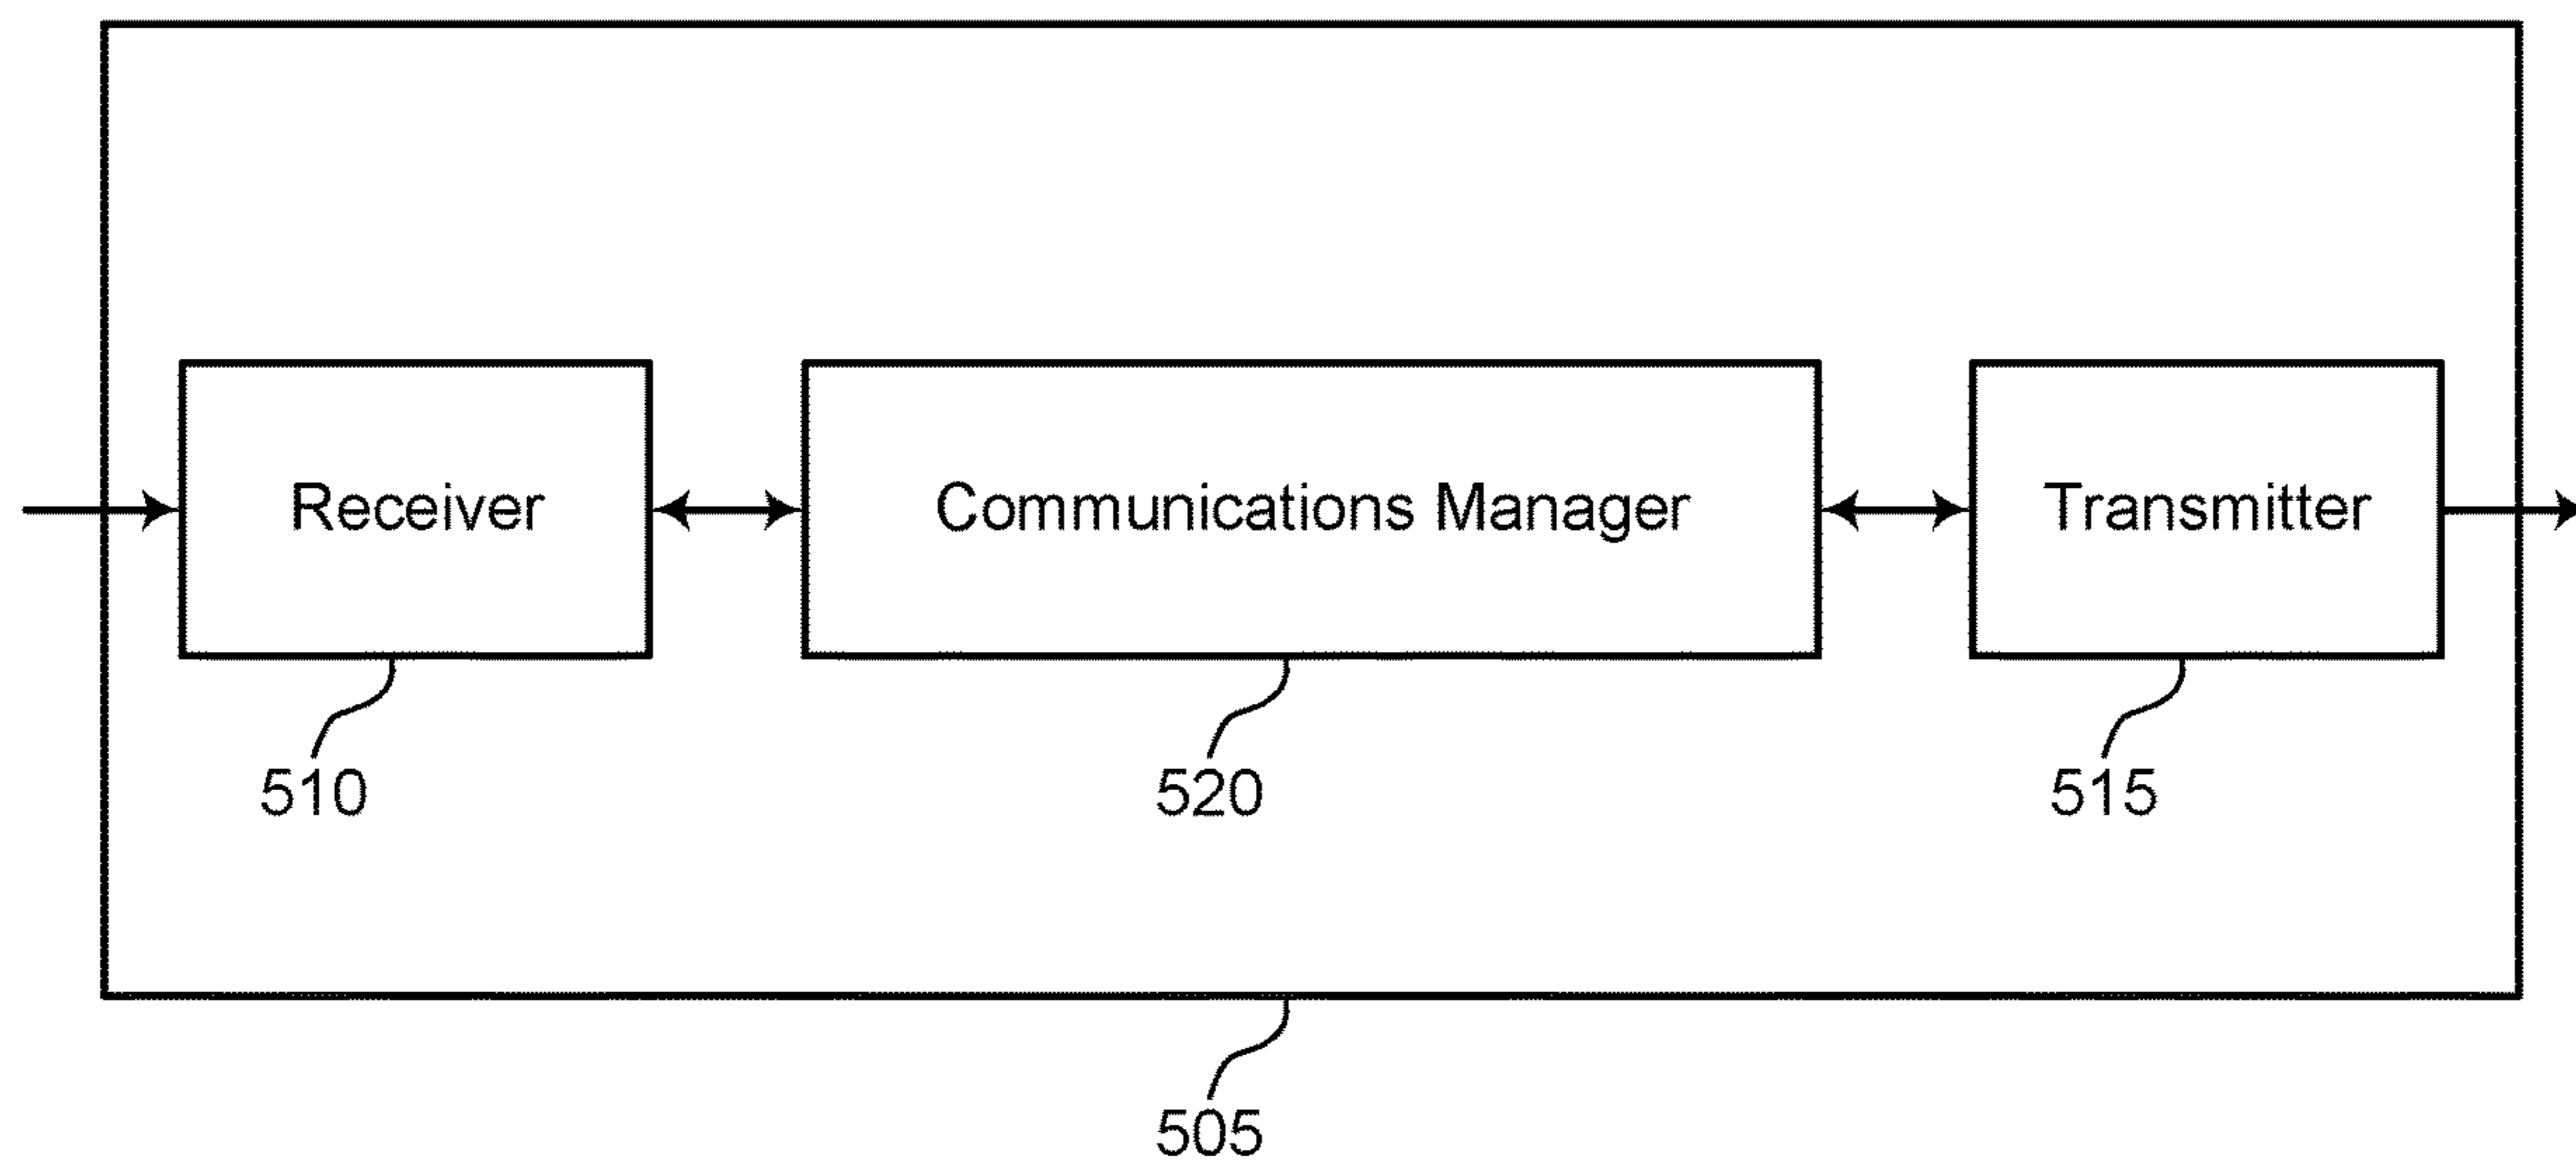 Receiver
Communications Manager
Transmitter
510
520
515
505